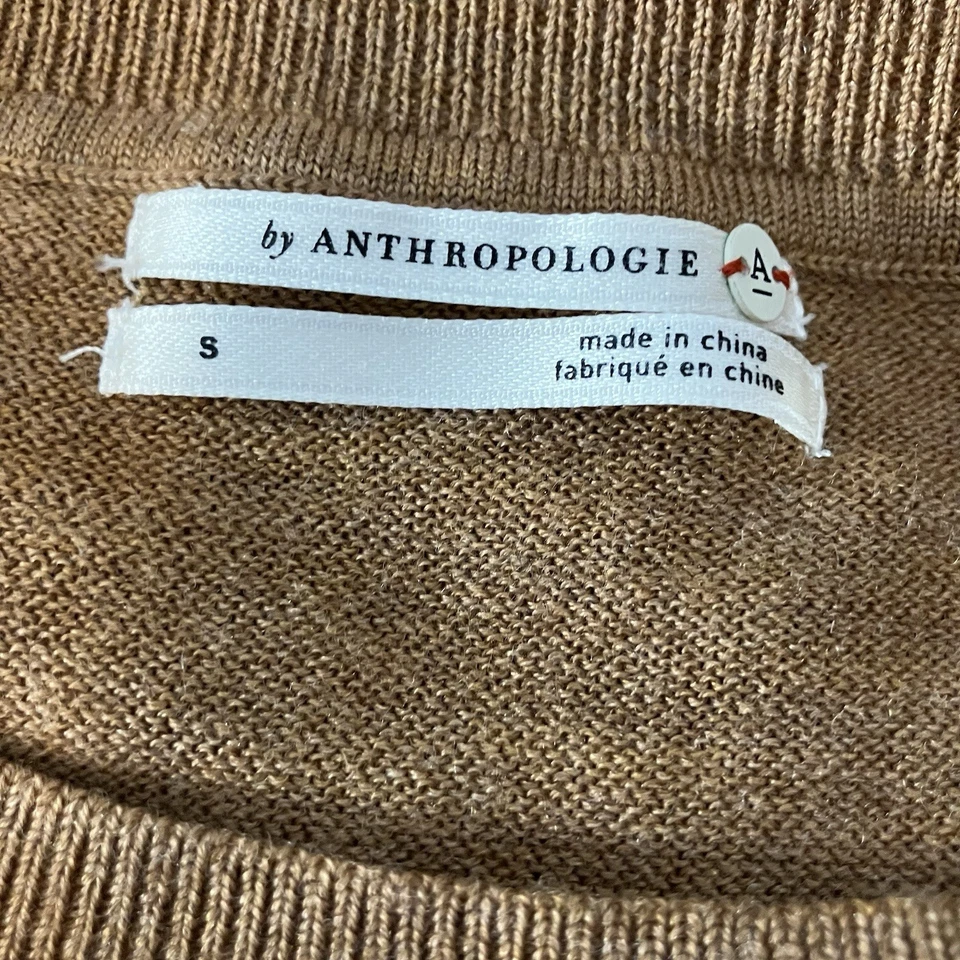 by ANTHROPOLOGIE
A
S
made in china
fabriqué en chine